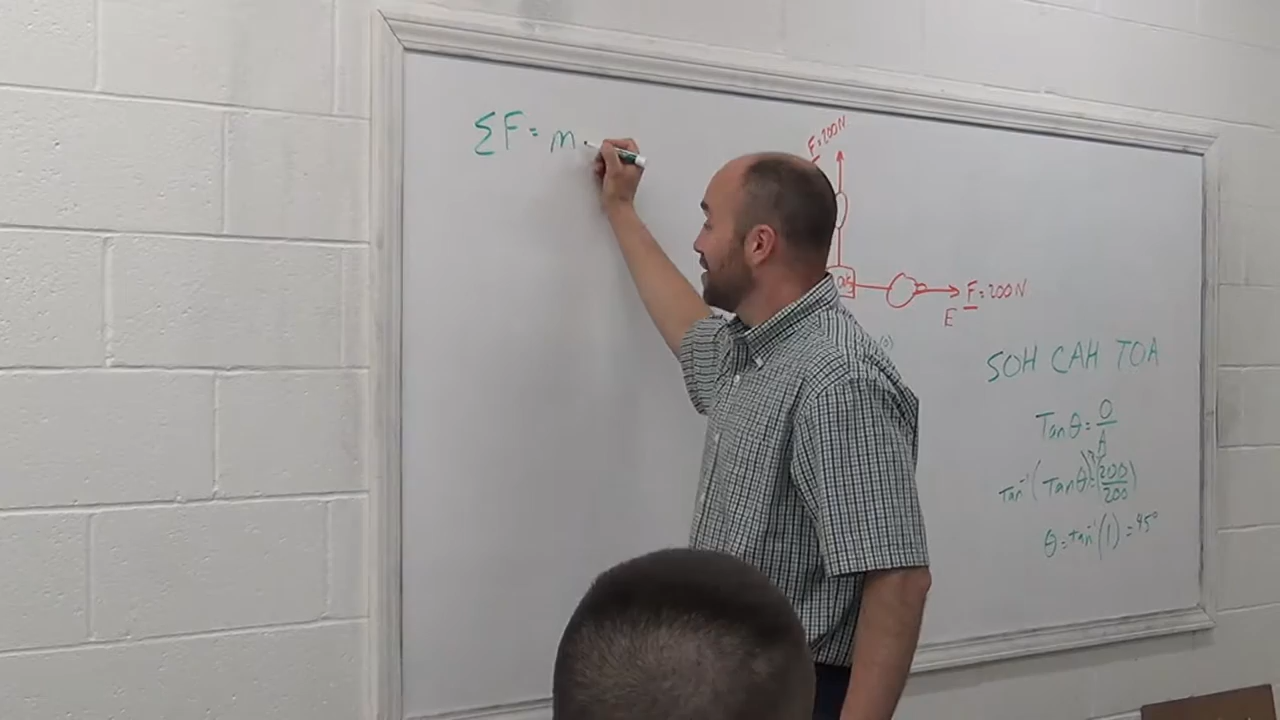 ΣF = m
F = 200N
F = 200N
E
SOH CAH TOA
Tanθ = O/A
Tan⁻¹(Tanθ) = (200/200)
θ = tan⁻¹(1) = 45°